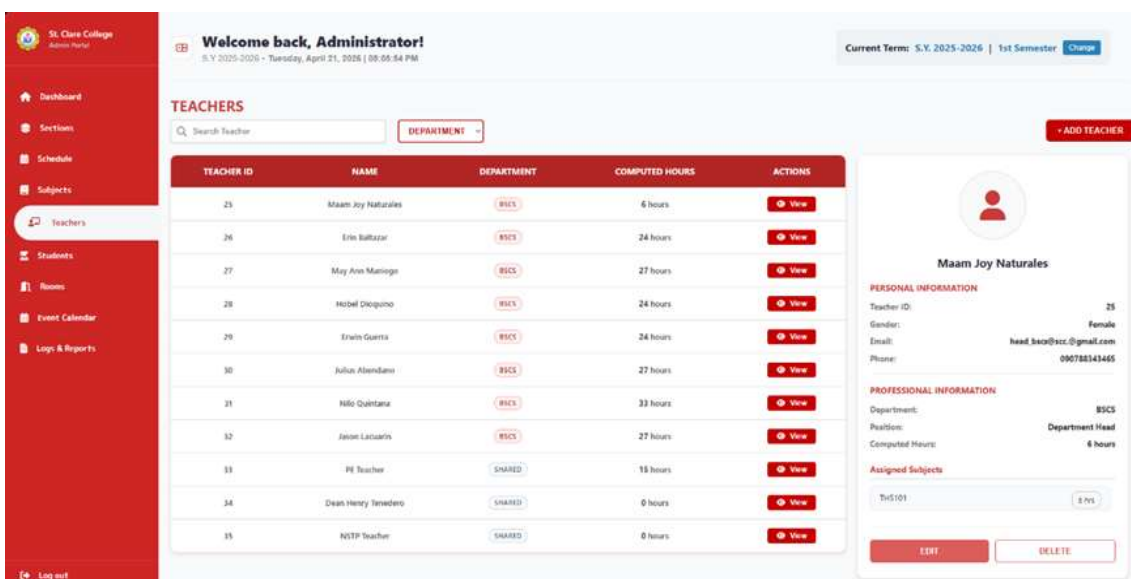 St. Clare College
Admin Portal
Welcome back, Administrator!
S.Y 2025-2026 - Tuesday, April 21, 2026 | 08:08:54 PM
Current Term: S.Y. 2025-2026 | 1st Semester Change
Dashboard
Sections
Schedule
Subjects
Teachers
Students
Rooms
Event Calendar
Logs & Reports
Log out
TEACHERS
Search Teacher
DEPARTMENT
+ ADD TEACHER
TEACHER ID NAME DEPARTMENT COMPUTED HOURS ACTIONS
25 Maam Joy Naturales BSCS 6 hours View
26 Erin Baltazar BSCS 24 hours View
27 May Ann BSCS 27 hours View
28 Hobel Dioquino BSCS 24 hours View
29 Erwin Guerra BSCS 24 hours View
30 Julius Abendano BSCS 27 hours View
31 Nilo Quintana BSCS 33 hours View
32 Jason Lacuarin BSCS 27 hours View
33 PE Teacher SHARED 15 hours View
34 Dean Henry Tenedero SHARED 0 hours View
35 NSTP Teacher SHARED 0 hours View
Maam Joy Naturales
PERSONAL INFORMATION
Teacher ID: 25
Gender: Female
Email: head_bscs@scc.@gmail.com
Phone: 090788343465
PROFESSIONAL INFORMATION
Department: BSCS
Position: Department Head
Computed Hours: 6 hours
Assigned Subjects
THS101 hrs
EDIT DELETE